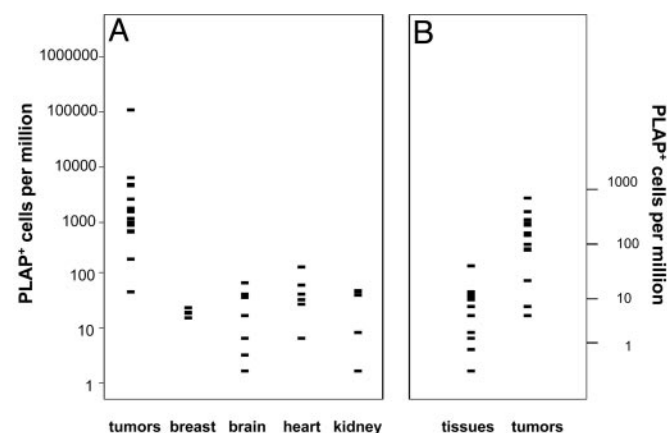 A
B
1000000
100000
10000
1000
100
10
1
PLAP⁺ cells per million
tumors breast brain heart kidney
1000
100
10
1
PLAP⁺ cells per million
tissues tumors